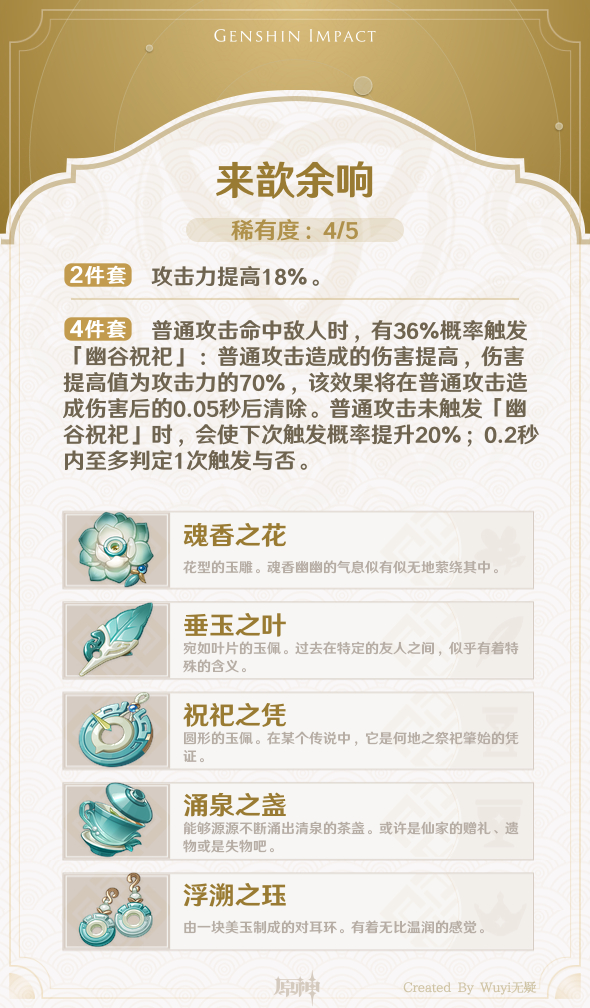 GENSHIN IMPACT
来歆余响
稀有度：4/5
2件套 攻击力提高18%。
4件套 普通攻击命中敌人时，有36%概率触发
「幽谷祝祀」：普通攻击造成的伤害提高，伤害
提高值为攻击力的70%，该效果将在普通攻击造
成伤害后的0.05秒后清除。普通攻击未触发「幽
谷祝祀」时，会使下次触发概率提升20%；0.2秒
内至多判定1次触发与否。
魂香之花
花型的玉雕。魂香幽幽的气息似有似无地萦绕其中。
垂玉之叶
宛如叶片的玉佩。过去在特定的友人之间，似乎有着特
殊的含义。
祝祀之凭
圆形的玉佩。在某个传说中，它是何地之祭祀肇始的凭
证。
涌泉之盏
能够源源不断涌出清泉的茶盏。或许是仙家的赠礼、遗
物或是失物吧。
浮溯之珏
由一块美玉制成的对耳环。有着无比温润的感觉。
原神
Created By Wuyi无疑